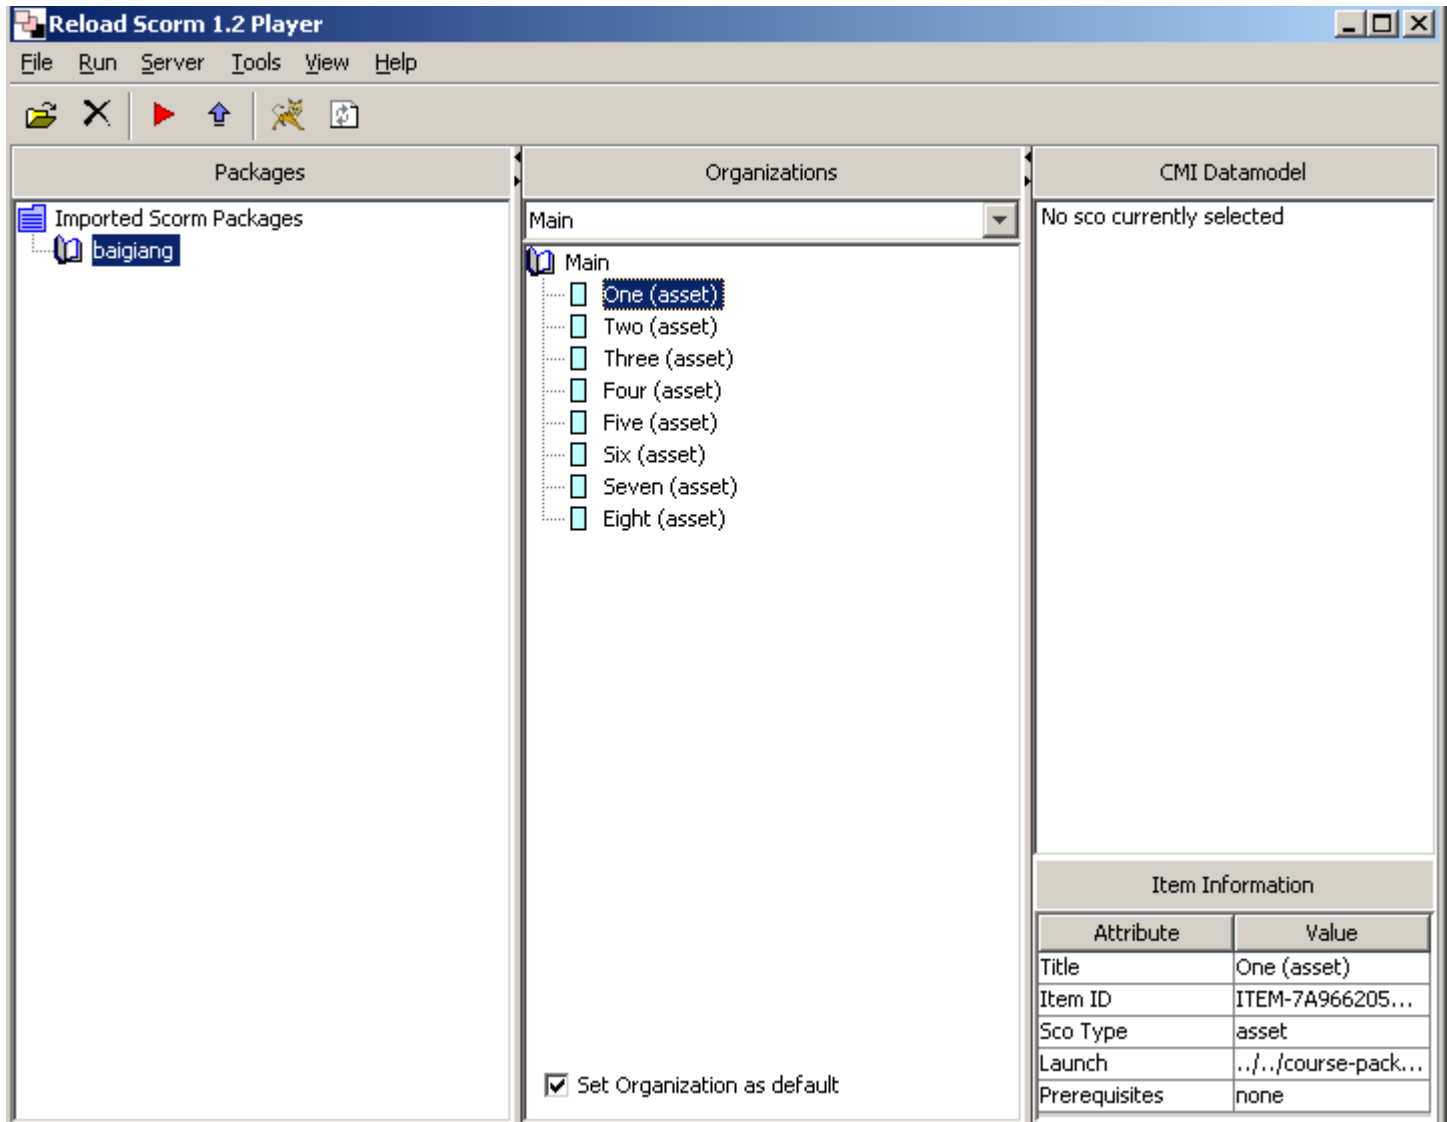 Reload Scorm 1.2 Player
File Run Server Tools View Help
Packages
Organizations
CMI Datamodel
Imported Scorm Packages
baigiang
Main
Main
One (asset)
Two (asset)
Three (asset)
Four (asset)
Five (asset)
Six (asset)
Seven (asset)
Eight (asset)
Set Organization as default
No sco currently selected
Item Information
Attribute Value
Title One (asset)
Item ID ITEM-7A966205...
Sco Type asset
Launch ../../course-pack...
Prerequisites none